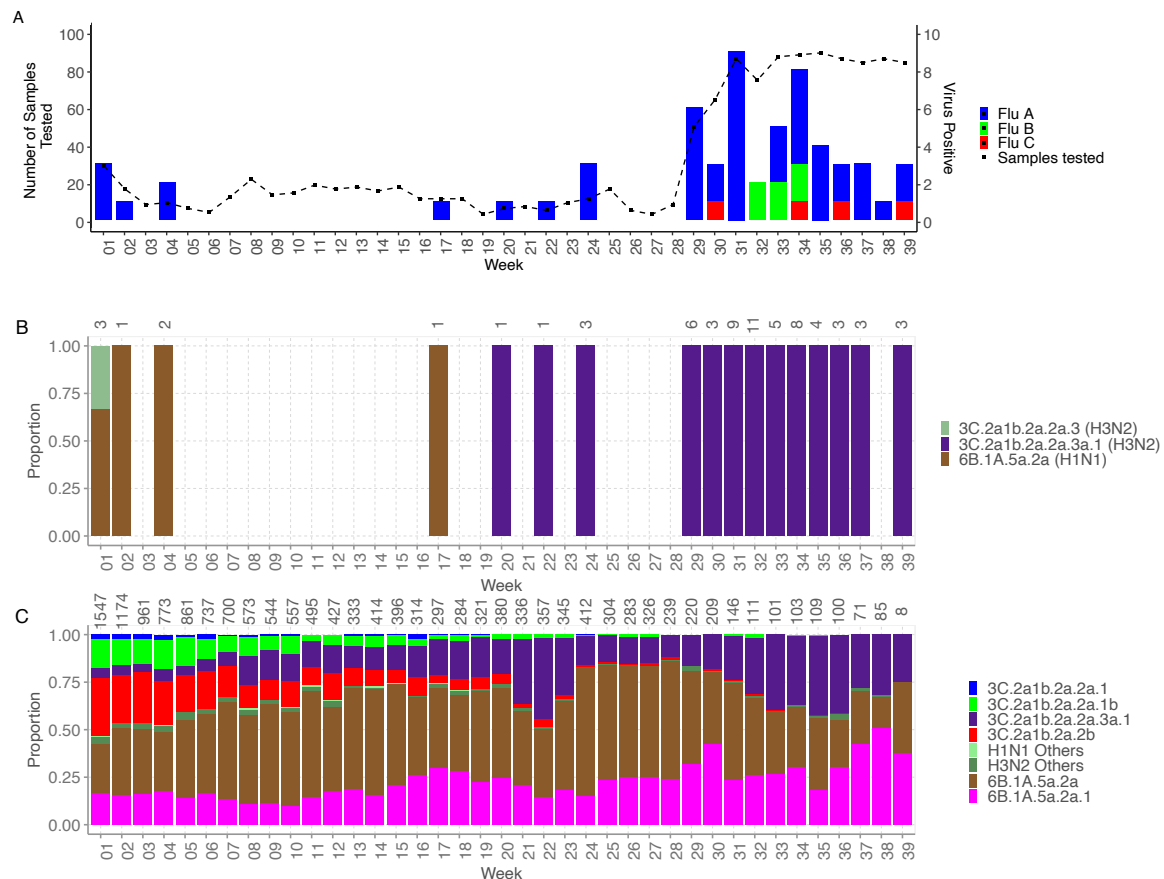 A
Number of Samples
Tested
100
80
60
40
20
0
10
8
6
4
2
0
Virus Positive
Flu A
Flu B
Flu C
Samples tested
01 02 03 04 05 06 07 08 09 10 11 12 13 14 15 16 17 18 19 20 21 22 23 24 25 26 27 28 29 30 31 32 33 34 35 36 37 38 39
Week
B
3 1 2 1 1 1 3 6 3 9 11 5 8 4 3 3 3
Proportion
1.00
0.75
0.50
0.25
0.00
3C.2a1b.2a.2a.3 (H3N2)
3C.2a1b.2a.2a.3a.1 (H3N2)
6B.1A.5a.2a (H1N1)
01 02 03 04 05 06 07 08 09 10 11 12 13 14 15 16 17 18 19 20 21 22 23 24 25 26 27 28 29 30 31 32 33 34 35 36 37 38 39
Week
C
1547 1174 961 773 861 737 700 573 544 557 495 427 333 414 396 314 297 284 321 380 336 357 345 412 304 283 326 239 220 209 146 111 101 103 109 100 71 85 8
Proportion
1.00
0.75
0.50
0.25
0.00
3C.2a1b.2a.2a.1
3C.2a1b.2a.2a.1b
3C.2a1b.2a.2a.3a.1
3C.2a1b.2a.2b
H1N1 Others
H3N2 Others
6B.1A.5a.2a
6B.1A.5a.2a.1
01 02 03 04 05 06 07 08 09 10 11 12 13 14 15 16 17 18 19 20 21 22 23 24 25 26 27 28 29 30 31 32 33 34 35 36 37 38 39
Week